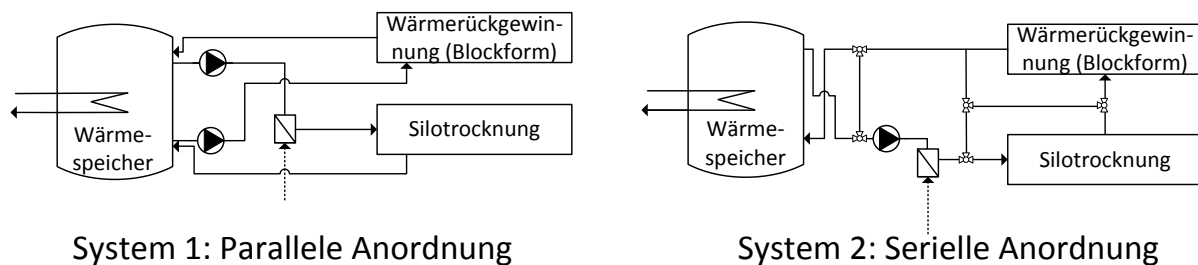 Wärmerückgewin-
nung (Blockform)
Wärme-
speicher
Silotrocknung
System 1: Parallele Anordnung
Wärmerückgewin-
nung (Blockform)
Wärme-
speicher
Silotrocknung
System 2: Serielle Anordnung